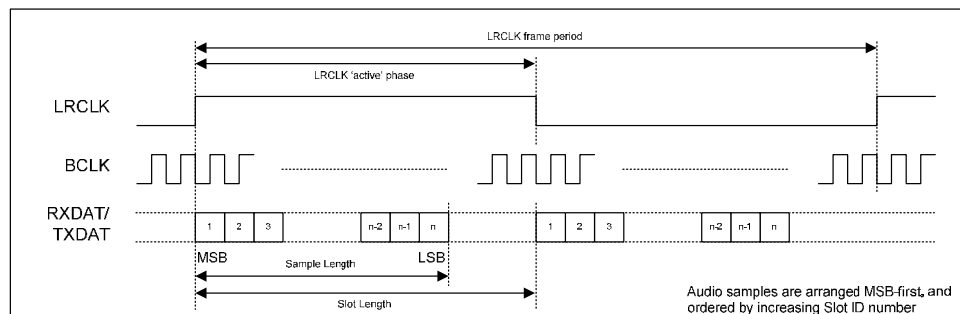 LRCLK frame period
LRCLK 'active' phase
LRCLK
BCLK
RXDAT/
TXDAT
1 2 3 n-2 n-1 n 1 2 3 n-2 n-1 n
MSB LSB
Sample Length
Slot Length
Audio samples are arranged MSB-first, and
ordered by increasing Slot ID number